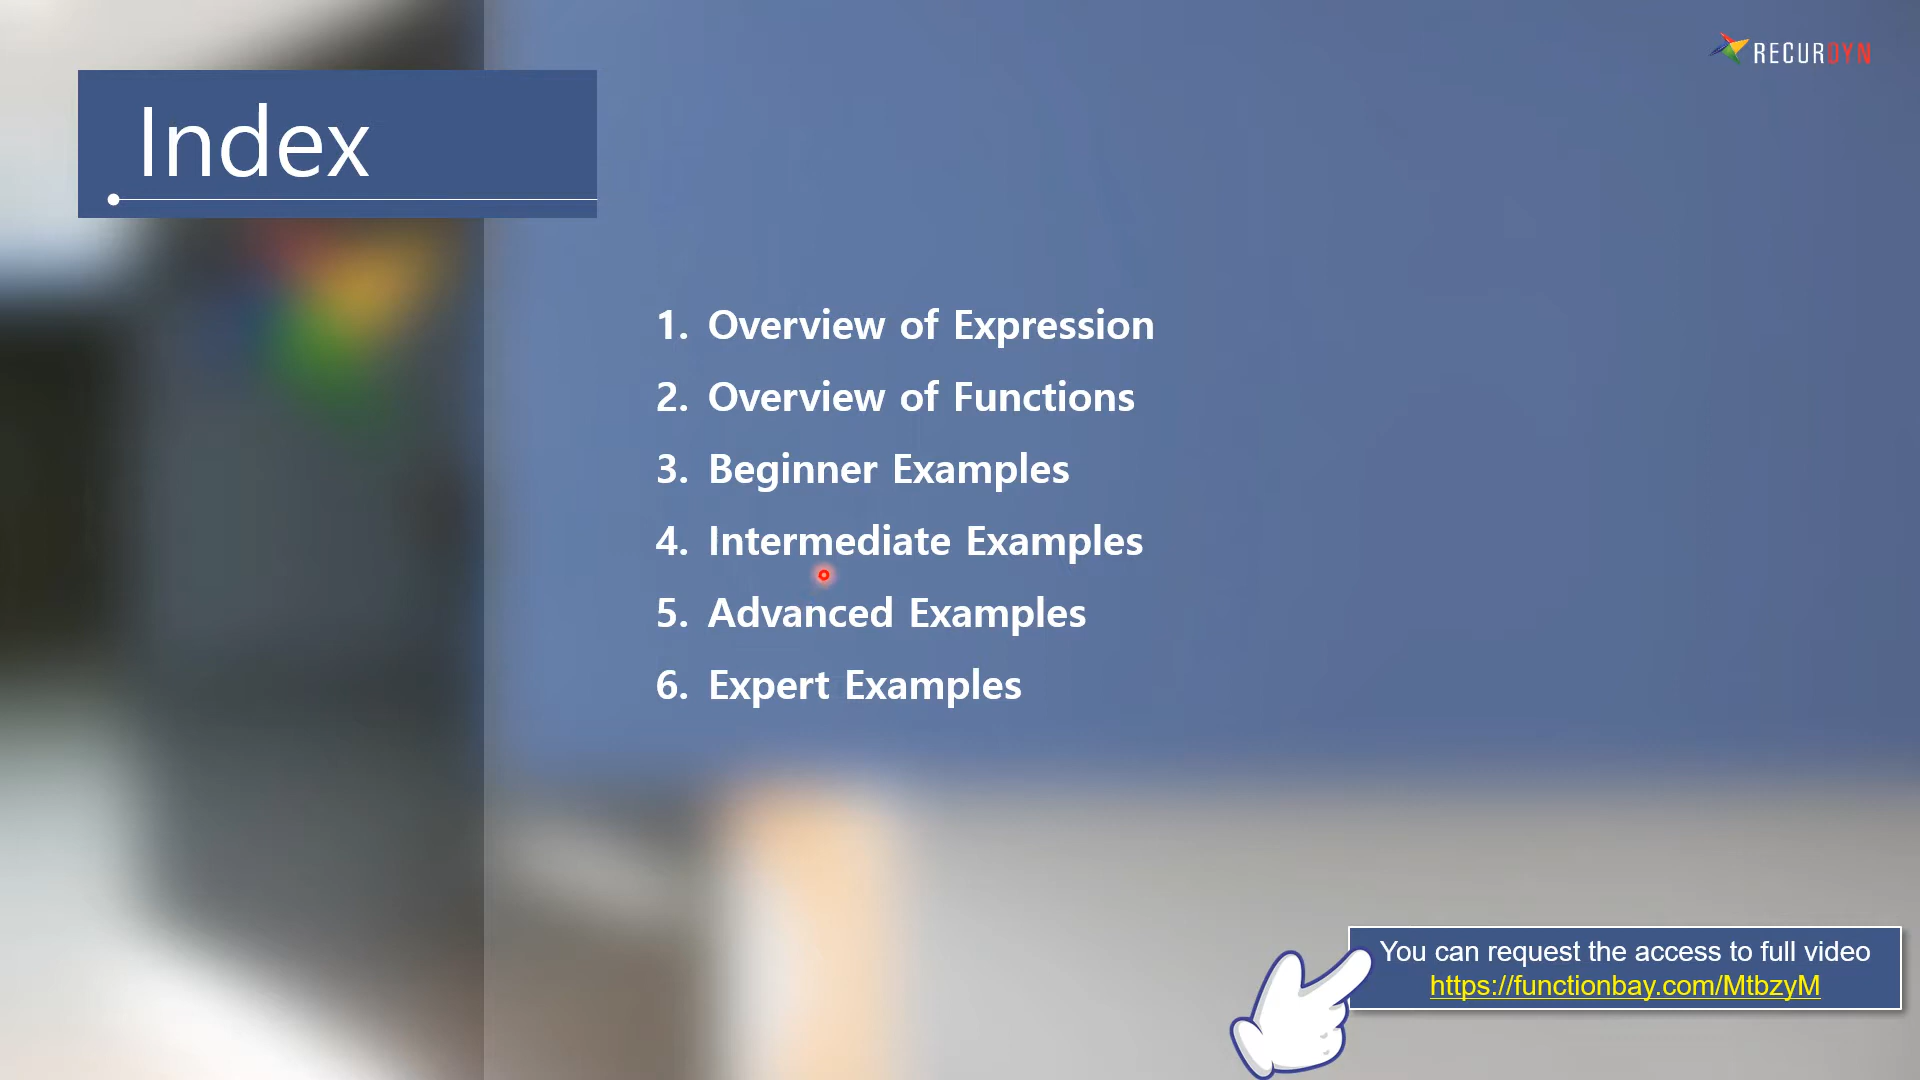 RECURDYN
Index
1. Overview of Expression
2. Overview of Functions
3. Beginner Examples
4. Intermediate Examples
5. Advanced Examples
6. Expert Examples
You can request the access to full video
https://functionbay.com/MtbzyM